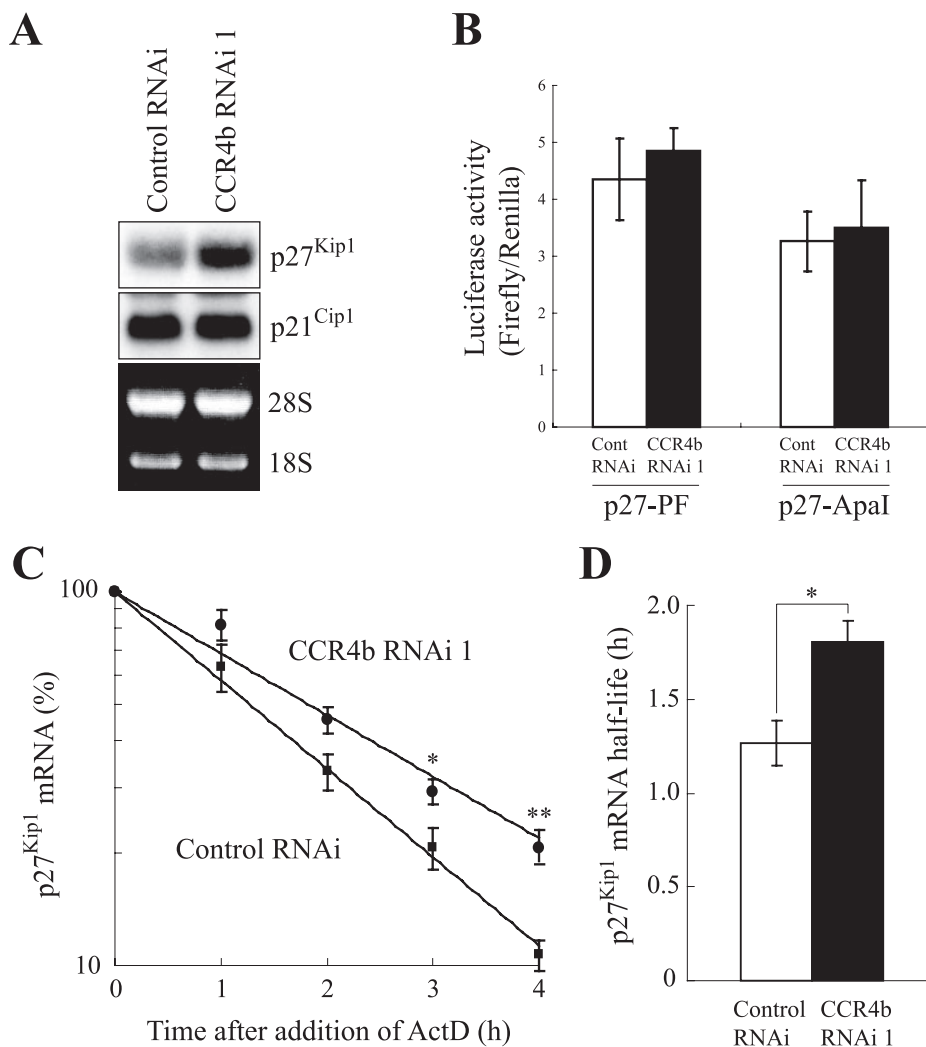 A
Control RNAi
CCR4b RNAi 1
p27Kip1
p21Cip1
28S
18S
B
Luciferase activity
(Firefly/Renilla)
6
5
4
3
2
1
0
Cont
RNAi
CCR4b
RNAi 1
Cont
RNAi
CCR4b
RNAi 1
p27-PF
p27-ApaI
C
p27Kip1 mRNA (%)
100
10
CCR4b RNAi 1
Control RNAi
*
**
0 1 2 3 4
Time after addition of ActD (h)
D
p27Kip1 mRNA half-life (h)
2.0
1.5
1.0
0.5
0
*
Control
RNAi
CCR4b
RNAi 1